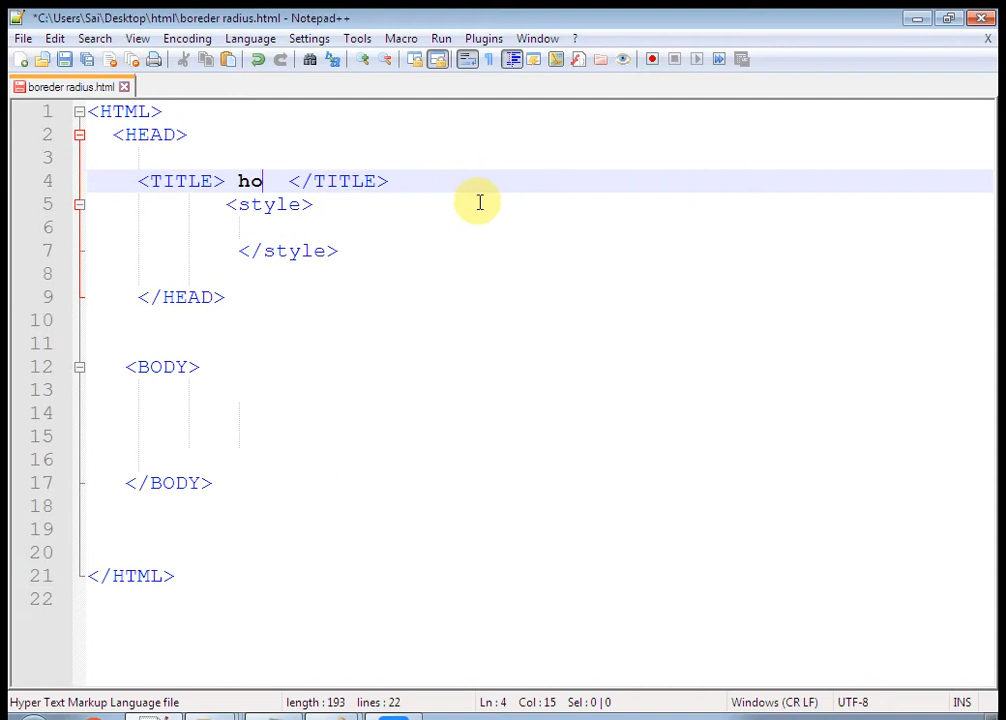 *C:\Users\Sai\Desktop\html\boreder radius.html - Notepad++
File Edit Search View Encoding Language Settings Tools Macro Run Plugins Window ? X
boreder radius.html
1 <HTML>
2 <HEAD>
3
4 <TITLE> ho </TITLE>
5 <style>
6
7 </style>
8
9 </HEAD>
10
11
12 <BODY>
13
14
15
16
17 </BODY>
18
19
20
21 </HTML>
22
Hyper Text Markup Language file length : 193 lines : 22 Ln : 4 Col : 15 Sel : 0 | 0 Windows (CR LF) UTF-8 INS